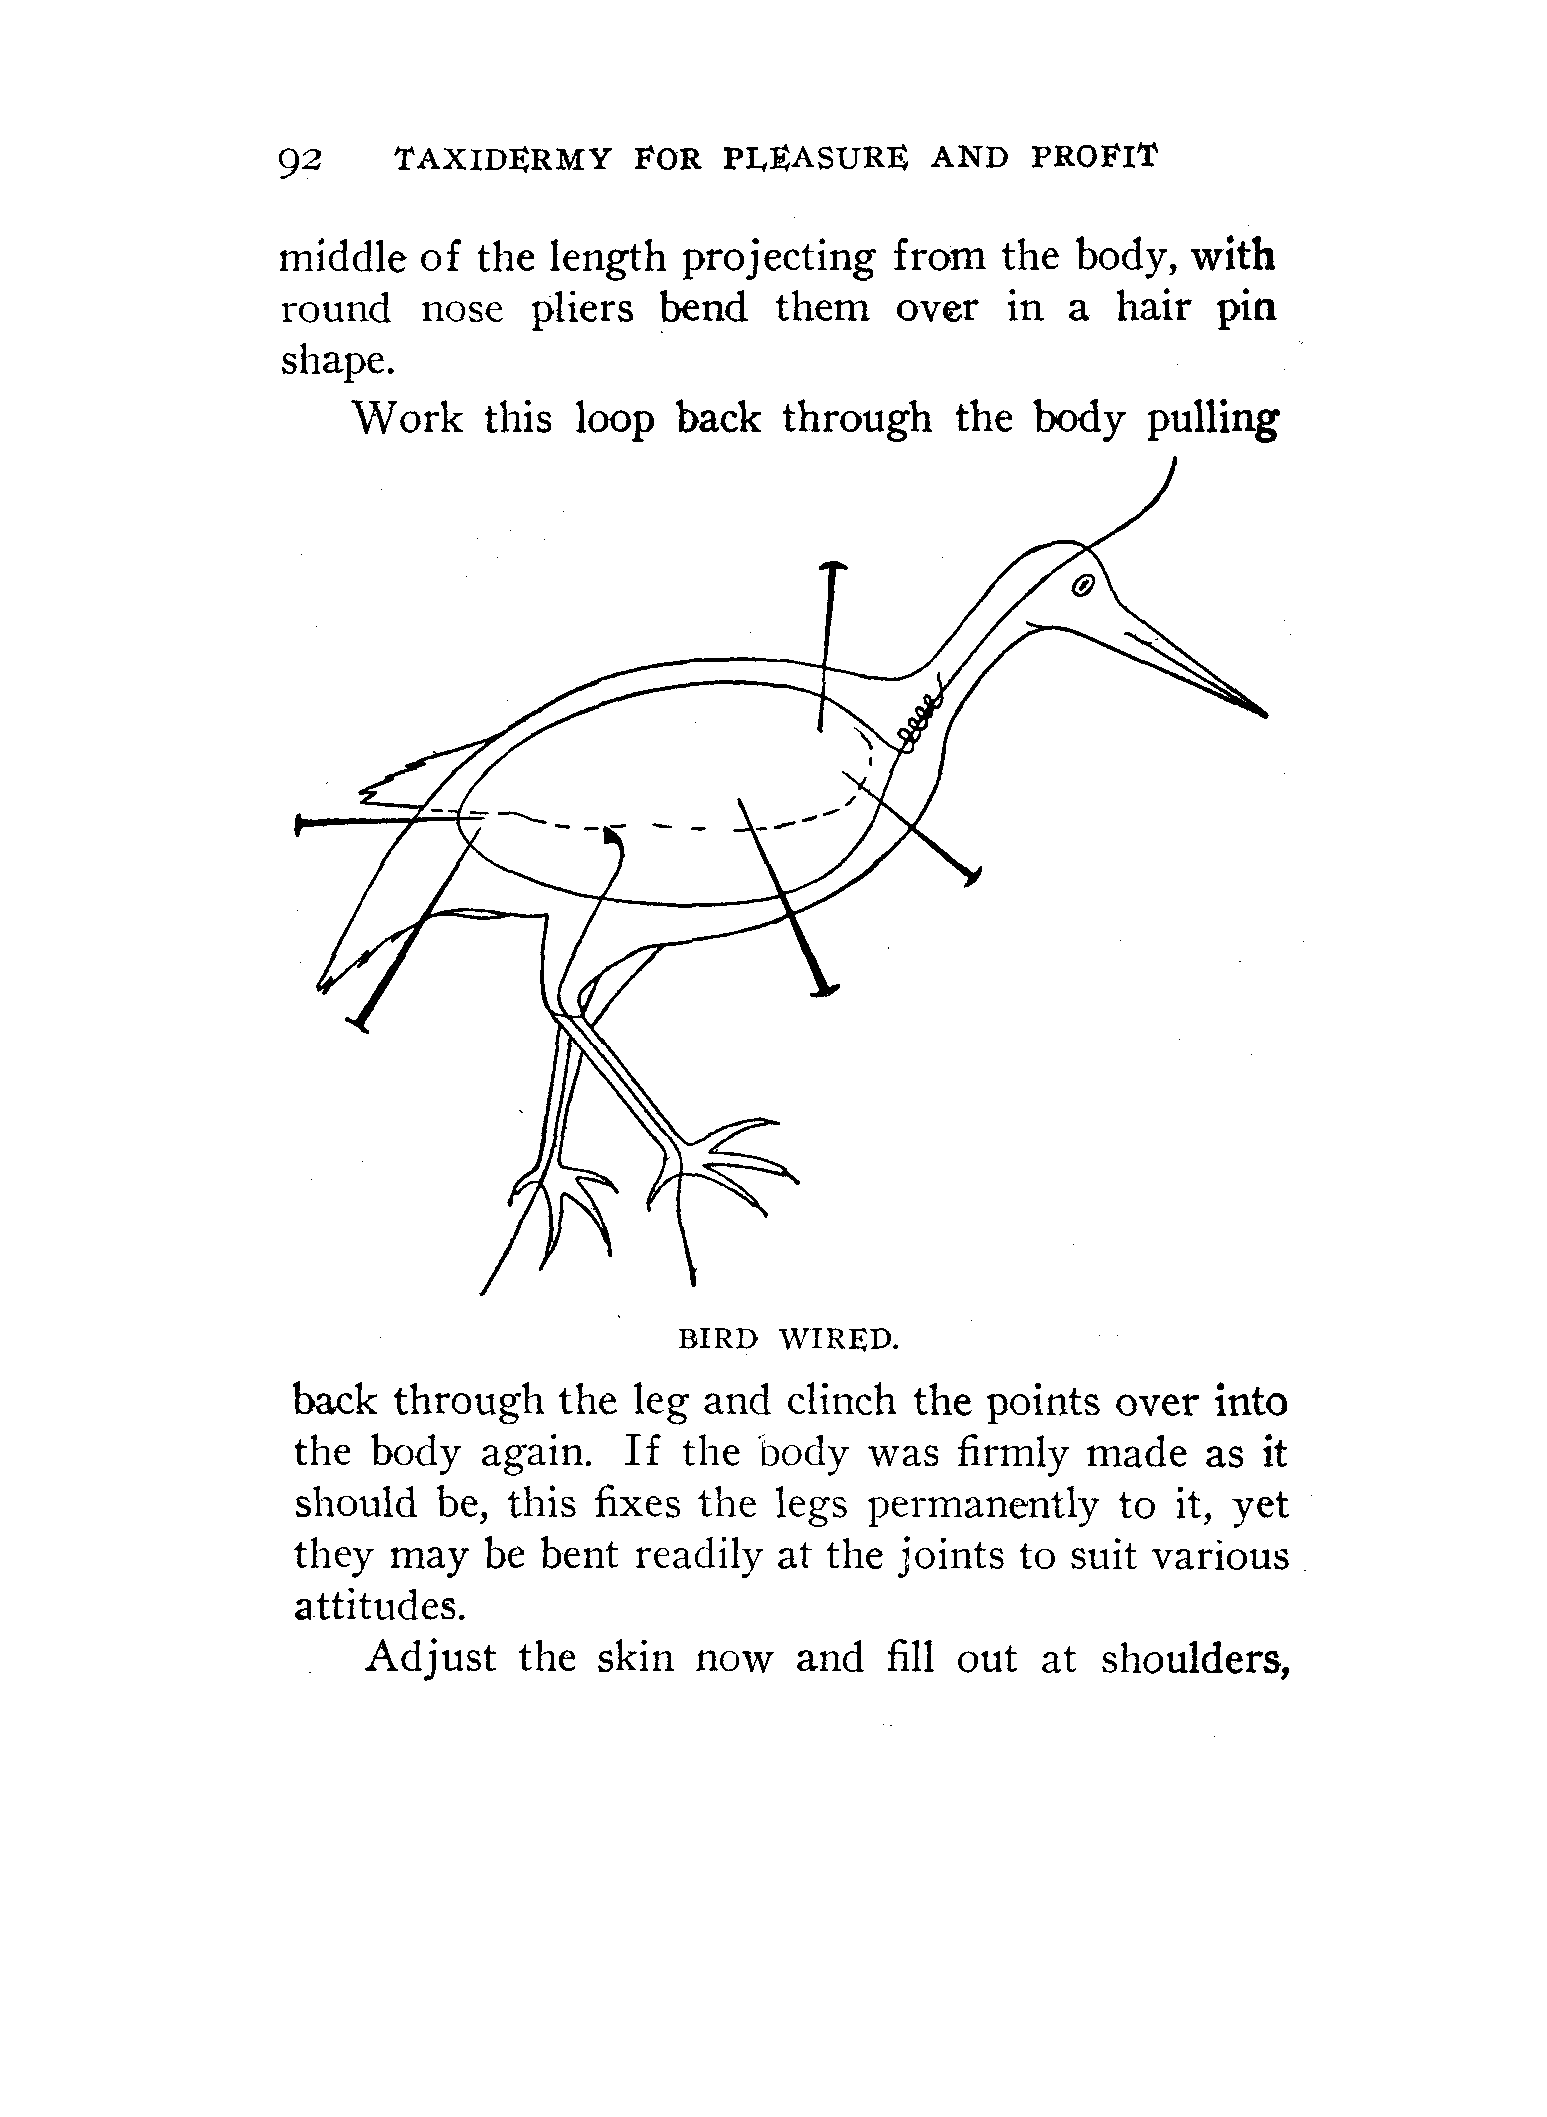 92 TAXIDERMY FOR PLEASURE AND PROFIT
middle of the length projecting from the body, with
round nose pliers bend them over in a hair pin
shape.
Work this loop back through the body pulling
BIRD WIRED.
back through the leg and clinch the points over into
the body again. If the body was firmly made as it
should be, this fixes the legs permanently to it, yet
they may be bent readily at the joints to suit various
attitudes.
Adjust the skin now and fill out at shoulders,